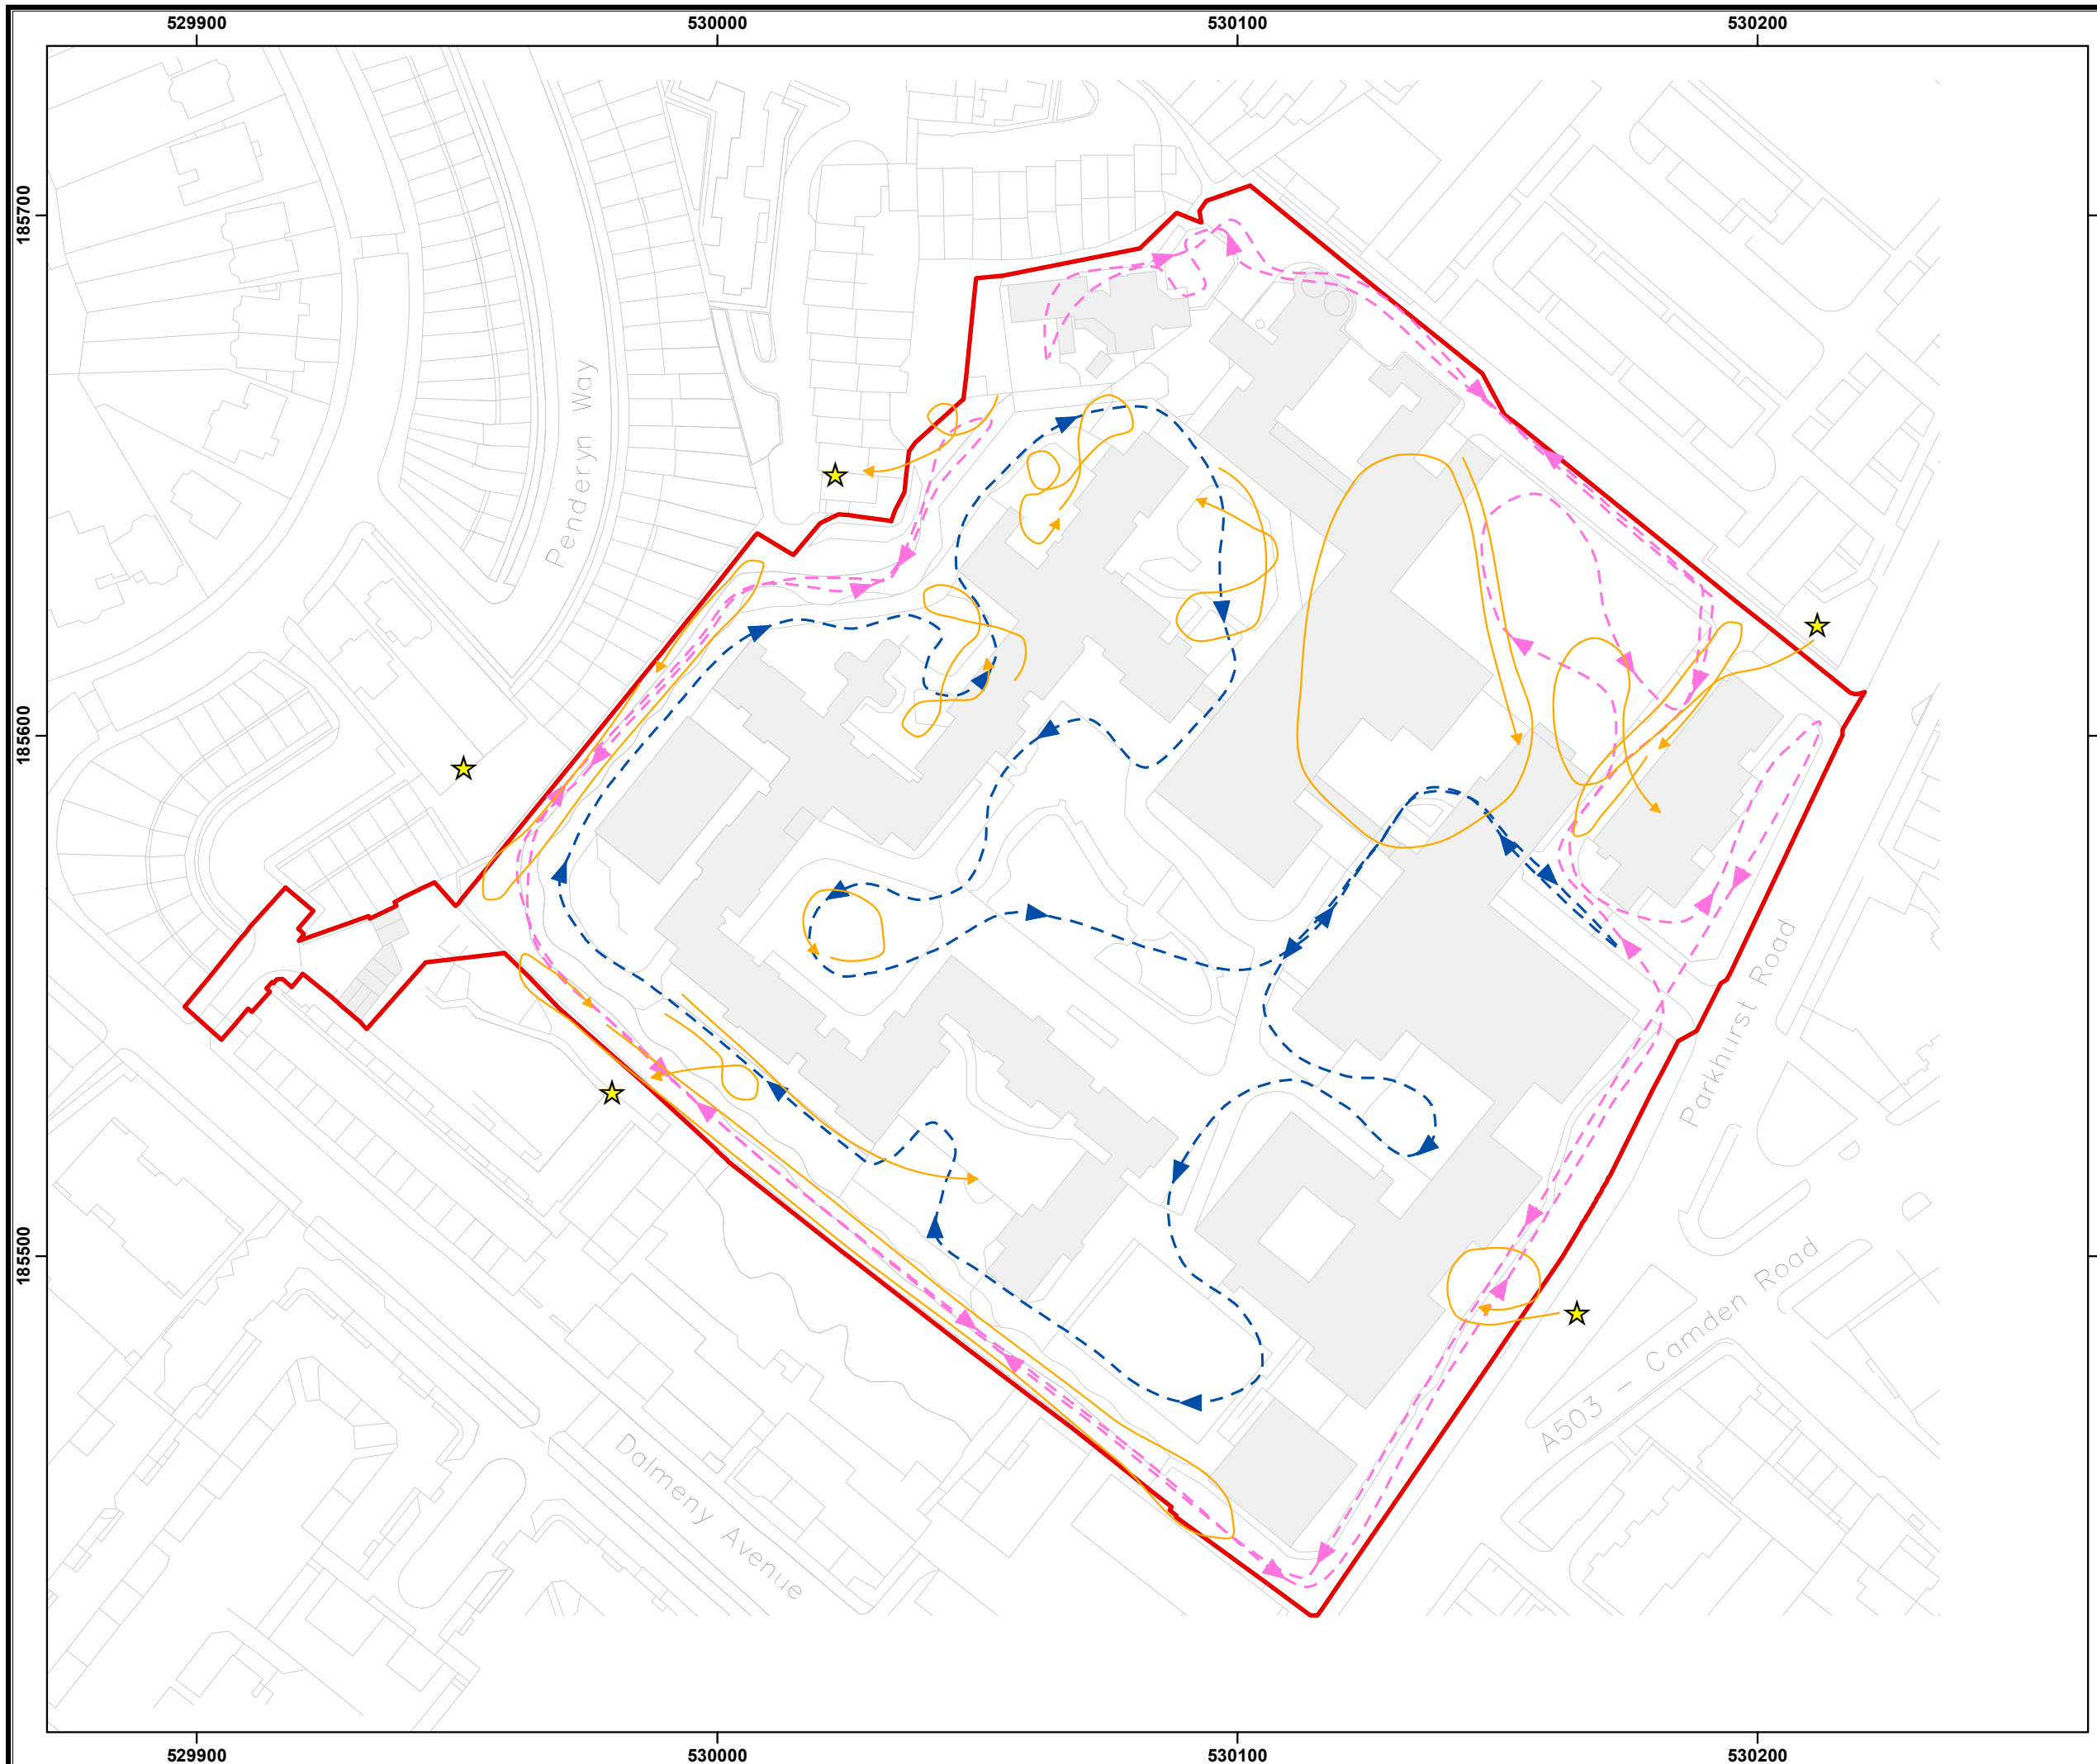 529900 530000 530100 530200
185700
Penderyn Way
185600
Parkhurst Road
185500
A503 – Camden Road
Dalmeny Avenue
529900 530000 530100 530200